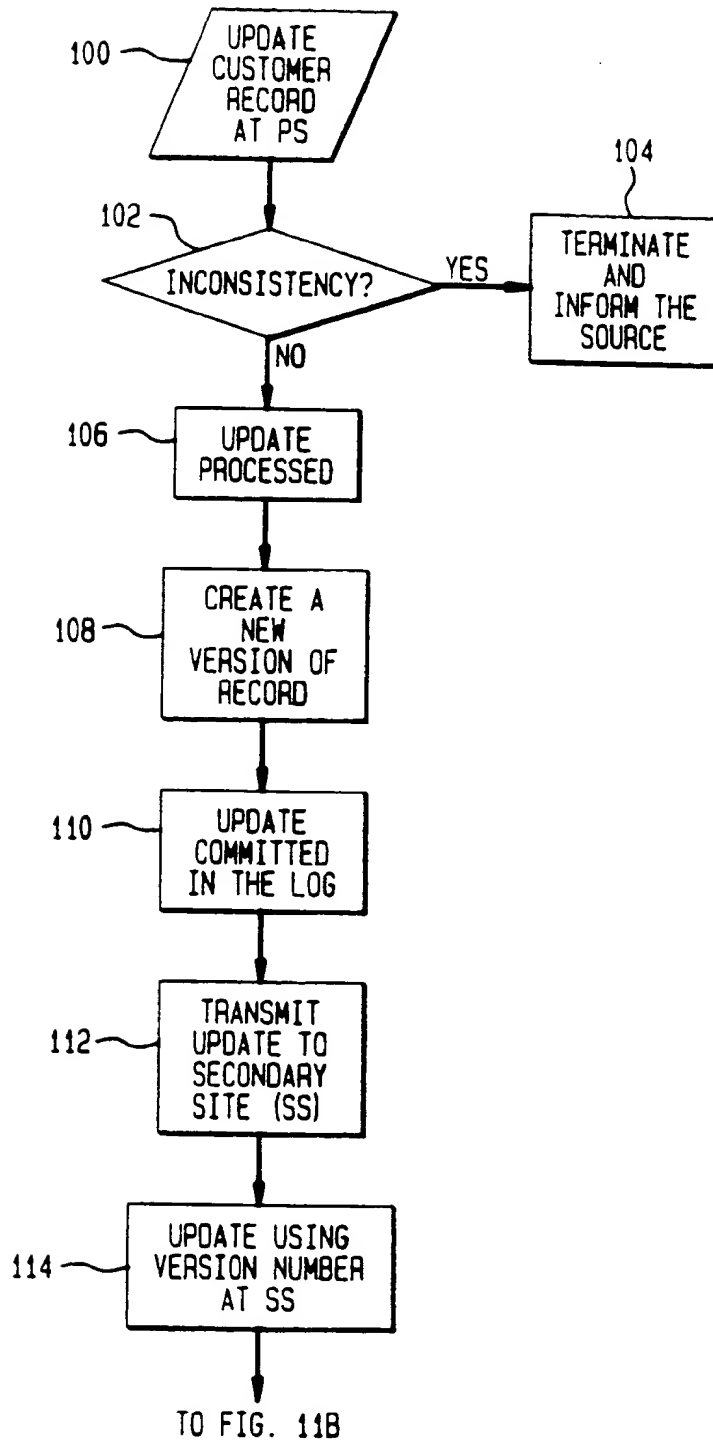 100
UPDATE
CUSTOMER
RECORD
AT PS
102
INCONSISTENCY?
YES
104
TERMINATE
AND
INFORM THE
SOURCE
NO
106
UPDATE
PROCESSED
108
CREATE A
NEW
VERSION OF
RECORD
110
UPDATE
COMMITTED
IN THE LOG
112
TRANSMIT
UPDATE TO
SECONDARY
SITE (SS)
114
UPDATE USING
VERSION NUMBER
AT SS
TO FIG. 11B